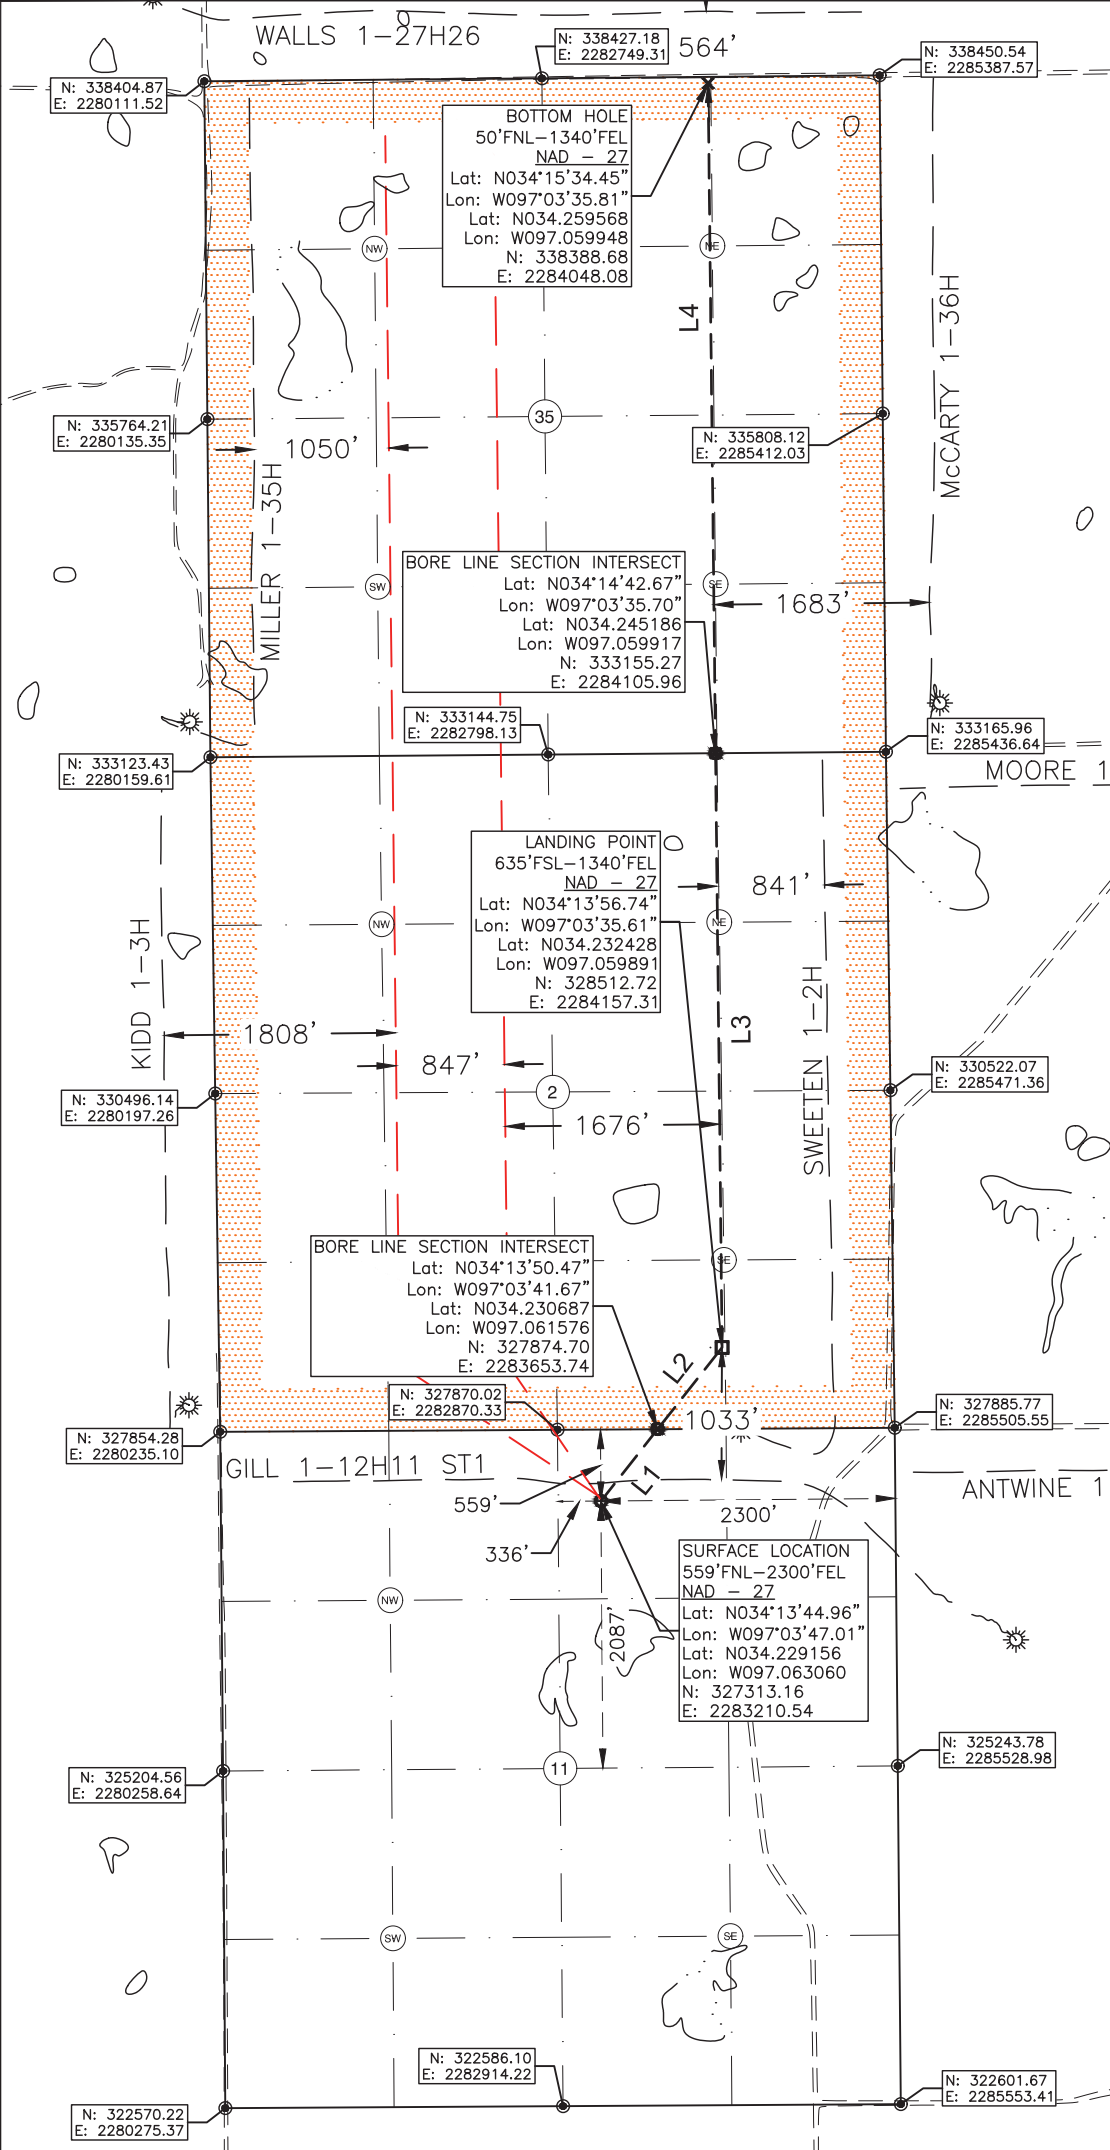 WALLS 1-27H26
N: 338427.18
E: 2282749.31
564'
N: 338450.54
E: 2285387.57
N: 338404.87
E: 2280111.52
BOTTOM HOLE
50'FNL-1340'FEL
NAD - 27
Lat: N034°15'34.45"
Lon: W097°03'35.81"
Lat: N034.259568
Lon: W097.059948
N: 338388.68
E: 2284048.08
NW
NE
L4
McCARTY 1-36H
N: 335764.21
E: 2280135.35
35
1050'
N: 335808.12
E: 2285412.03
MILLER 1-35H
BORE LINE SECTION INTERSECT
Lat: N034°14'42.67"
Lon: W097°03'35.70"
Lat: N034.245186
Lon: W097.059917
N: 333155.27
E: 2284105.96
SW
SE
1683'
N: 333144.75
E: 2282798.13
N: 333165.96
E: 2285436.64
N: 333123.43
E: 2280159.61
MOORE 1
LANDING POINT
635'FSL-1340'FEL
NAD - 27
Lat: N034°13'56.74"
Lon: W097°03'35.61"
Lat: N034.232428
Lon: W097.059891
N: 328512.72
E: 2284157.31
841'
NW
NE
KIDD 1-3H
SWEETEN 1-2H
1808'
L3
847'
2
N: 330522.07
E: 2285471.36
N: 330496.14
E: 2280197.26
1676'
BORE LINE SECTION INTERSECT
Lat: N034°13'50.47"
Lon: W097°03'41.67"
Lat: N034.230687
Lon: W097.061576
N: 327874.70
E: 2283653.74
SE
L2
N: 327870.02
E: 2282870.33
1033'
N: 327885.77
E: 2285505.55
N: 327854.28
E: 2280235.10
GILL 1-12H11 ST1
L1
ANTWINE 1
559'
2300'
336'
SURFACE LOCATION
559'FNL-2300'FEL
NAD - 27
Lat: N034°13'44.96"
Lon: W097°03'47.01"
Lat: N034.229156
Lon: W097.063060
N: 327313.16
E: 2283210.54
NW
2087'
N: 325243.78
E: 2285528.98
11
N: 325204.56
E: 2280258.64
SW
SE
N: 322586.10
E: 2282914.22
N: 322601.67
E: 2285553.41
N: 322570.22
E: 2280275.37